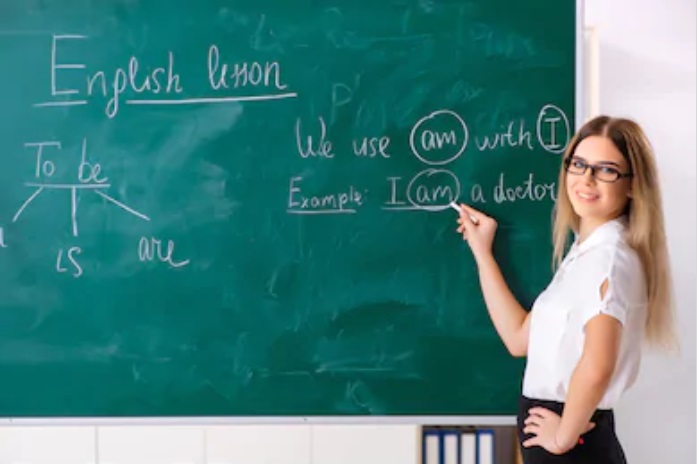 English lesson
We use am with I
To be
Example: I am a doctor
is are